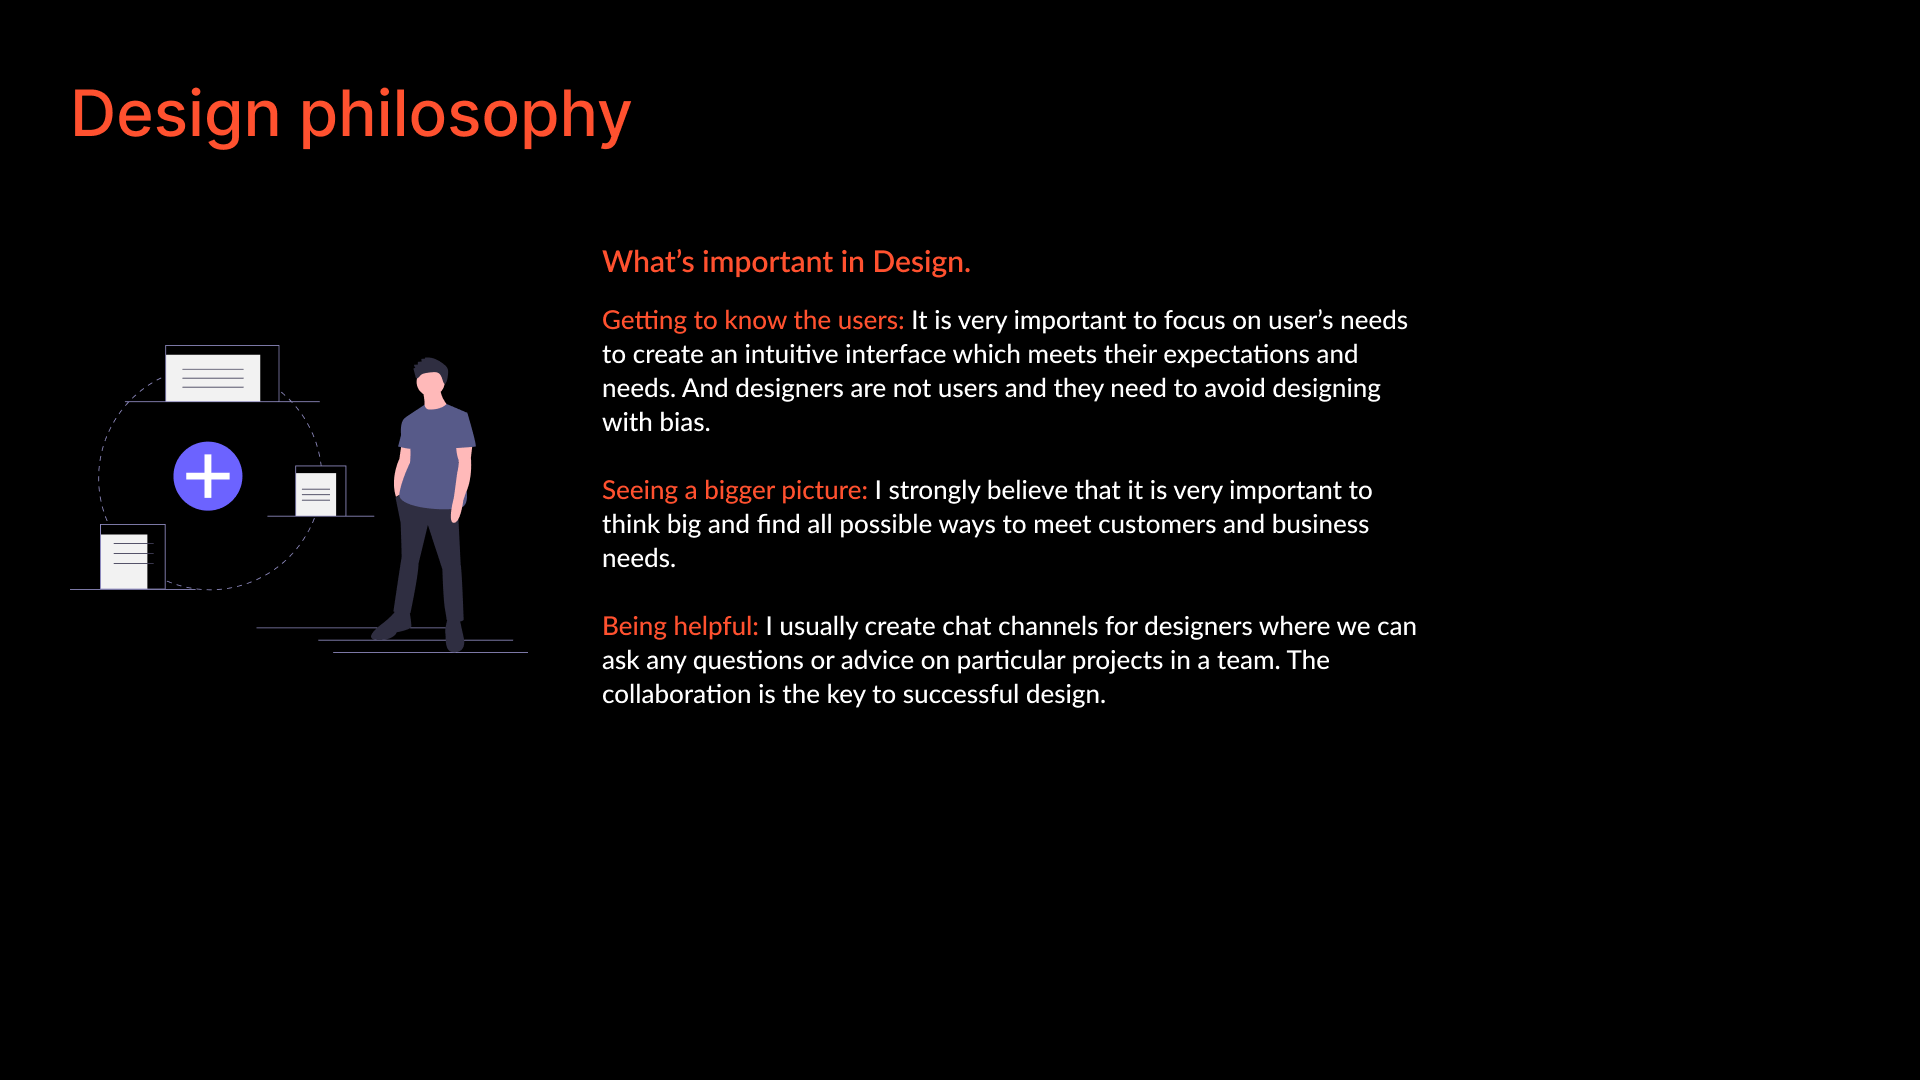 Design philosophy
What’s important in Design.
Getting to know the users: It is very important to focus on user’s needs
to create an intuitive interface which meets their expectations and
needs. And designers are not users and they need to avoid designing
with bias.
Seeing a bigger picture: I strongly believe that it is very important to
think big and find all possible ways to meet customers and business
needs.
Being helpful: I usually create chat channels for designers where we can
ask any questions or advice on particular projects in a team. The
collaboration is the key to successful design.